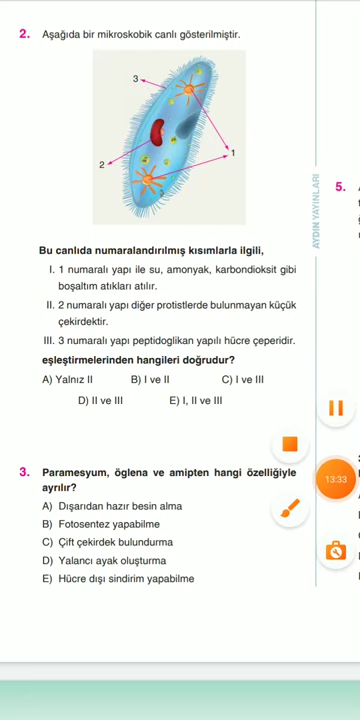 2. Aşağıda bir mikroskobik canlı gösterilmiştir.
3
1
2
Bu canlıda numaralandırılmış kısımlarla ilgili,
I. 1 numaralı yapı ile su, amonyak, karbondioksit gibi
boşaltım atıkları atılır.
II. 2 numaralı yapı diğer protistlerde bulunmayan küçük
çekirdektir.
III. 3 numaralı yapı peptidoglikan yapılı hücre çeperidir.
eşleştirmelerinden hangileri doğrudur?
A) Yalnız II B) I ve II C) I ve III
D) II ve III E) I, II ve III
3. Paramesyum, öglena ve amipten hangi özelliğiyle
ayrılır?
A) Dışarıdan hazır besin alma
B) Fotosentez yapabilme
C) Çift çekirdek bulundurma
D) Yalancı ayak oluşturma
E) Hücre dışı sindirim yapabilme
AYDIN YAYINLARI
5.
13:33